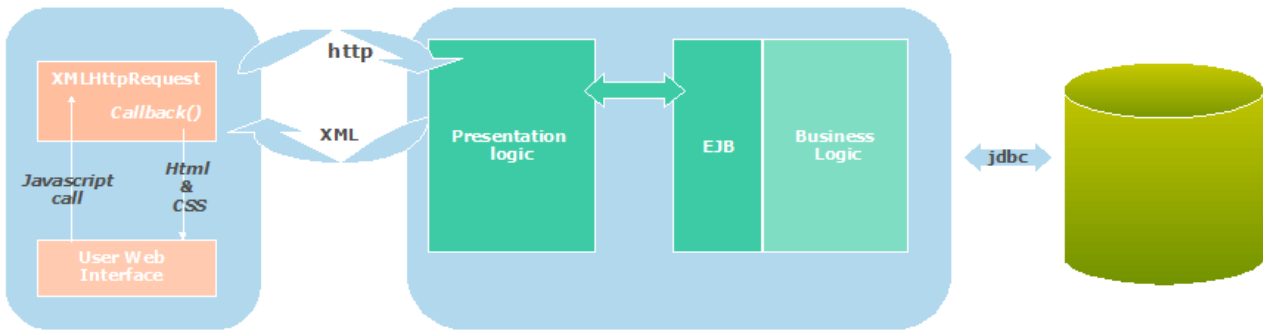 XMLHttpRequest
Callback()
Javascript
call
Html
&
CSS
User Web
Interface
http
XML
Presentation
logic
EJB
Business
Logic
jdbc